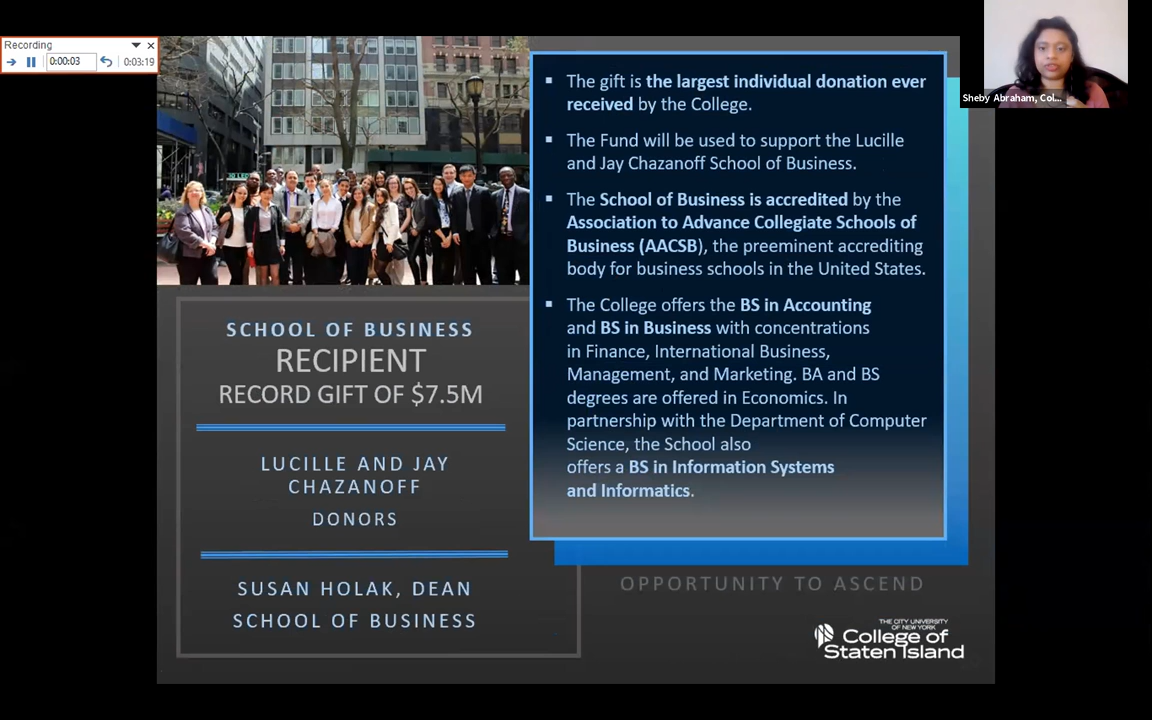 Recording
0:00:03
0:03:19
Sheby Abraham, Col...
SCHOOL OF BUSINESS
RECIPIENT
RECORD GIFT OF $7.5M
LUCILLE AND JAY
CHAZANOFF
DONORS
SUSAN HOLAK, DEAN
SCHOOL OF BUSINESS
▪ The gift is the largest individual donation ever
received by the College.
▪ The Fund will be used to support the Lucille
and Jay Chazanoff School of Business.
▪ The School of Business is accredited by the
Association to Advance Collegiate Schools of
Business (AACSB), the preeminent accrediting
body for business schools in the United States.
▪ The College offers the BS in Accounting
and BS in Business with concentrations
in Finance, International Business,
Management, and Marketing. BA and BS
degrees are offered in Economics. In
partnership with the Department of Computer
Science, the School also
offers a BS in Information Systems
and Informatics.
OPPORTUNITY TO ASCEND
THE CITY UNIVERSITY
OF NEW YORK
College of
Staten Island